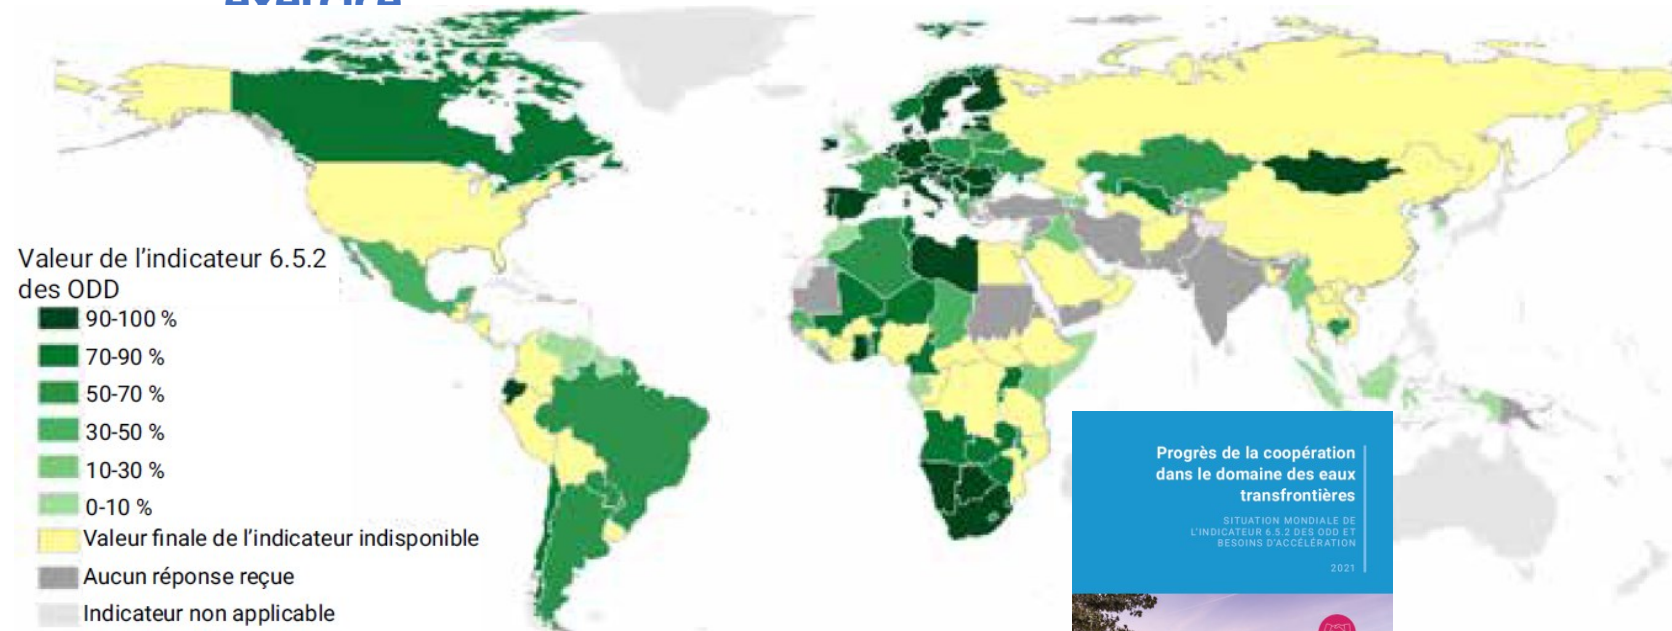 exercice
Valeur de l’indicateur 6.5.2
des ODD
90-100 %
70-90 %
50-70 %
30-50 %
10-30 %
0-10 %
Valeur finale de l’indicateur indisponible
Aucun réponse reçue
Indicateur non applicable
Progrès de la coopération
dans le domaine des eaux
transfrontières
SITUATION MONDIALE DE
L’INDICATEUR 6.5.2 DES ODD ET
BESOINS D’ACCÉLÉRATION
2021